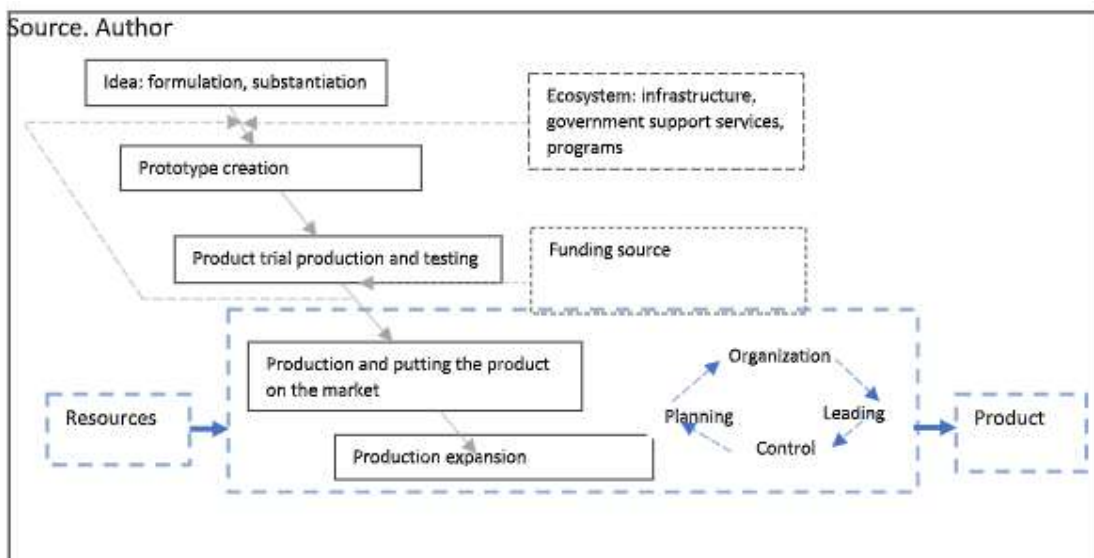 Source. Author
Idea: formulation, substantiation
Ecosystem: infrastructure,
government support services,
programs
Prototype creation
Product trial production and testing
Funding source
Production and putting the product
on the market
Organization
Resources
Planning
Leading
Product
Control
Production expansion